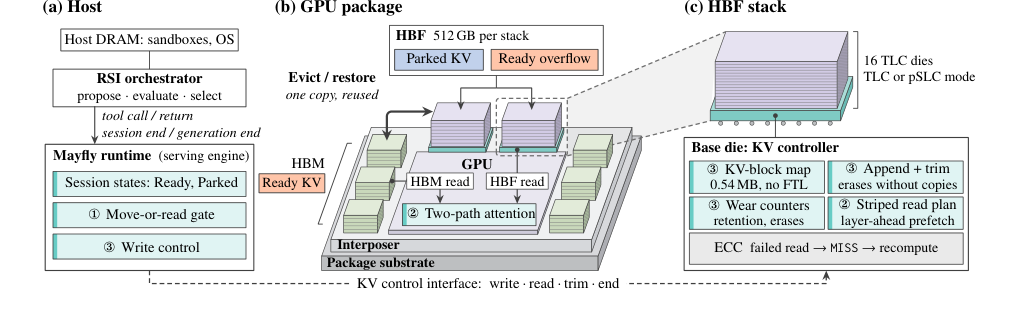 (a) Host
Host DRAM: sandboxes, OS
RSI orchestrator
propose · evaluate · select
tool call / return
session end / generation end
Mayfly runtime (serving engine)
Session states: Ready, Parked
① Move-or-read gate
③ Write control
(b) GPU package
HBF 512 GB per stack
Parked KV
Ready overflow
Evict / restore
one copy, reused
HBM
Ready KV
GPU
HBM read
HBF read
② Two-path attention
Interposer
Package substrate
KV control interface: write · read · trim · end
(c) HBF stack
16 TLC dies
TLC or pSLC mode
Base die: KV controller
③ KV-block map
0.54 MB, no FTL
③ Append + trim
erases without copies
③ Wear counters
retention, erases
② Striped read plan
layer-ahead prefetch
ECC failed read → MISS → recompute